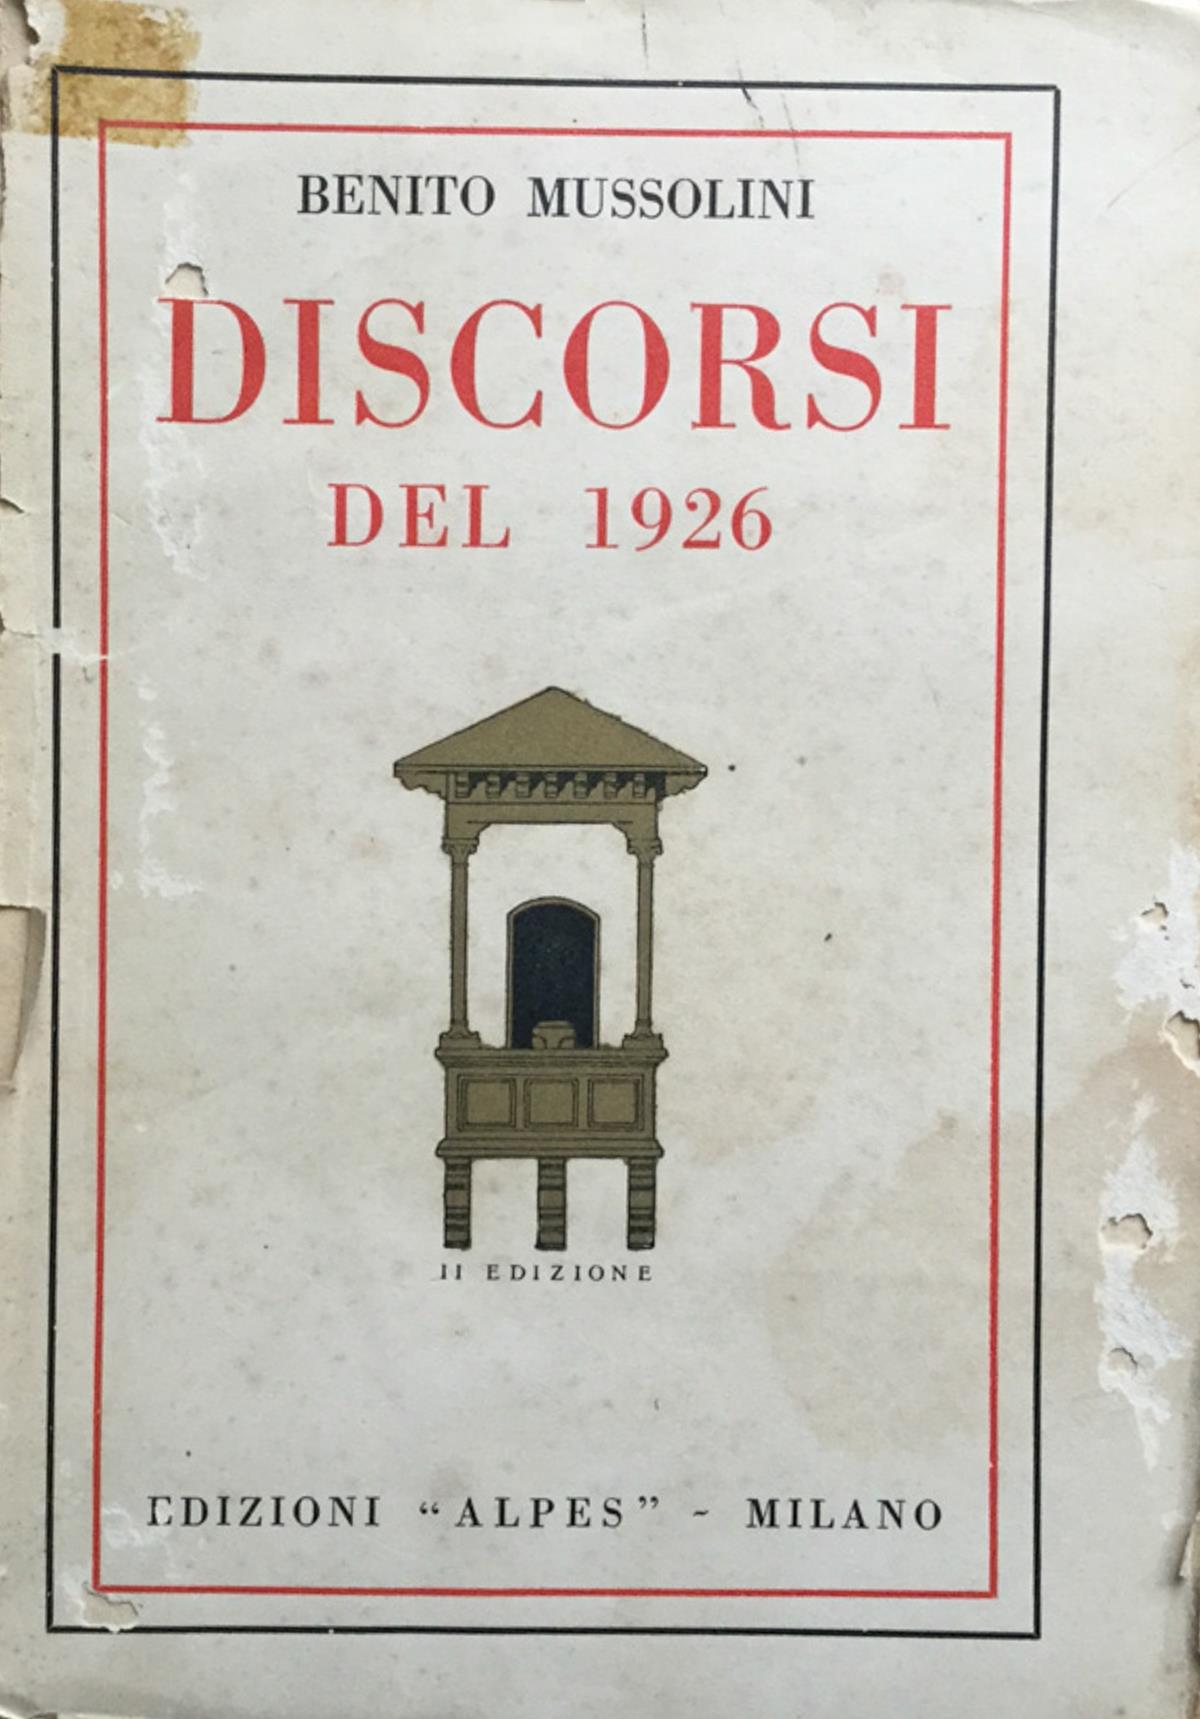 BENITO MUSSOLINI
DISCORSI
DEL 1926
II EDIZIONE
EDIZIONI “ALPES” - MILANO